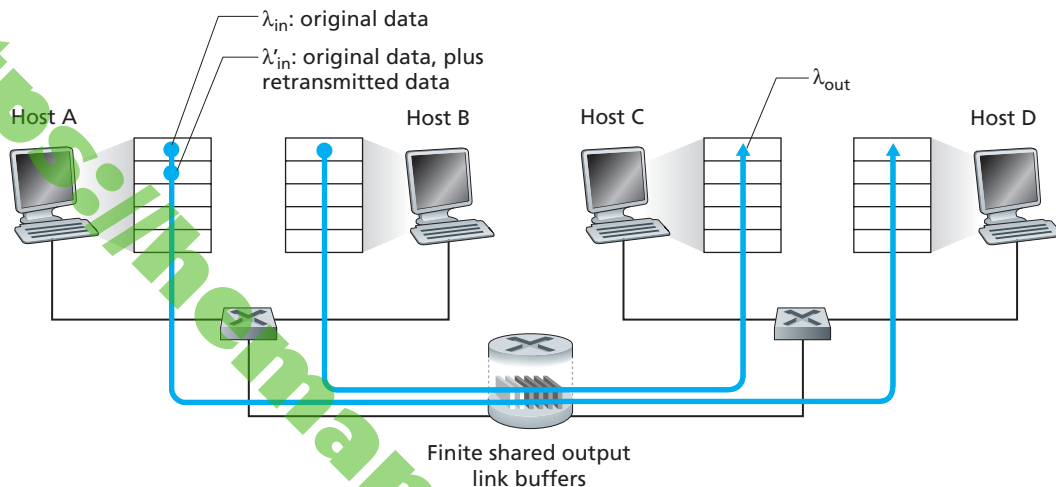 λin: original data
λ'in: original data, plus
retransmitted data
λout
Host A
Host B
Host C
Host D
Finite shared output
link buffers